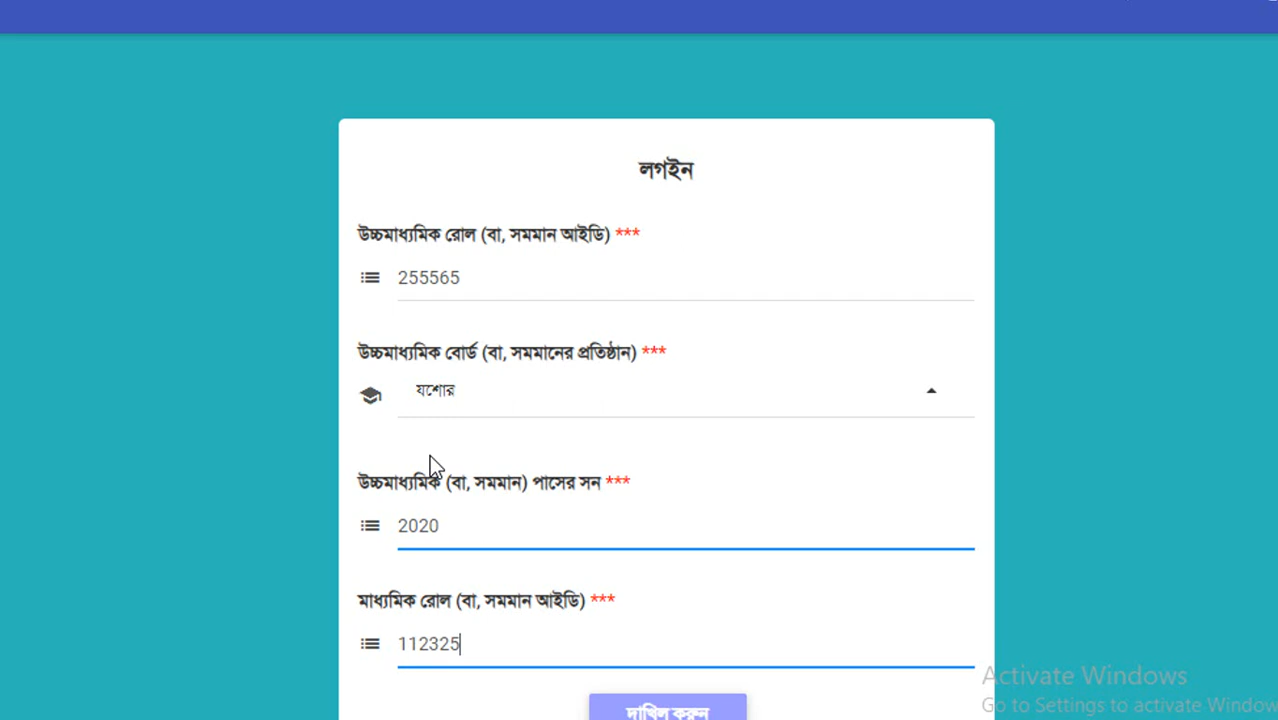 লগইন
উচ্চমাধ্যমিক রোল (বা, সমমান আইডি) ***
255565
উচ্চমাধ্যমিক বোর্ড (বা, সমমানের প্রতিষ্ঠান) ***
যশোর
উচ্চমাধ্যমিক (বা, সমমান) পাসের সন ***
2020
মাধ্যমিক রোল (বা, সমমান আইডি) ***
112325
দাখিল করুন
Activate Windows
Go to Settings to activate Window